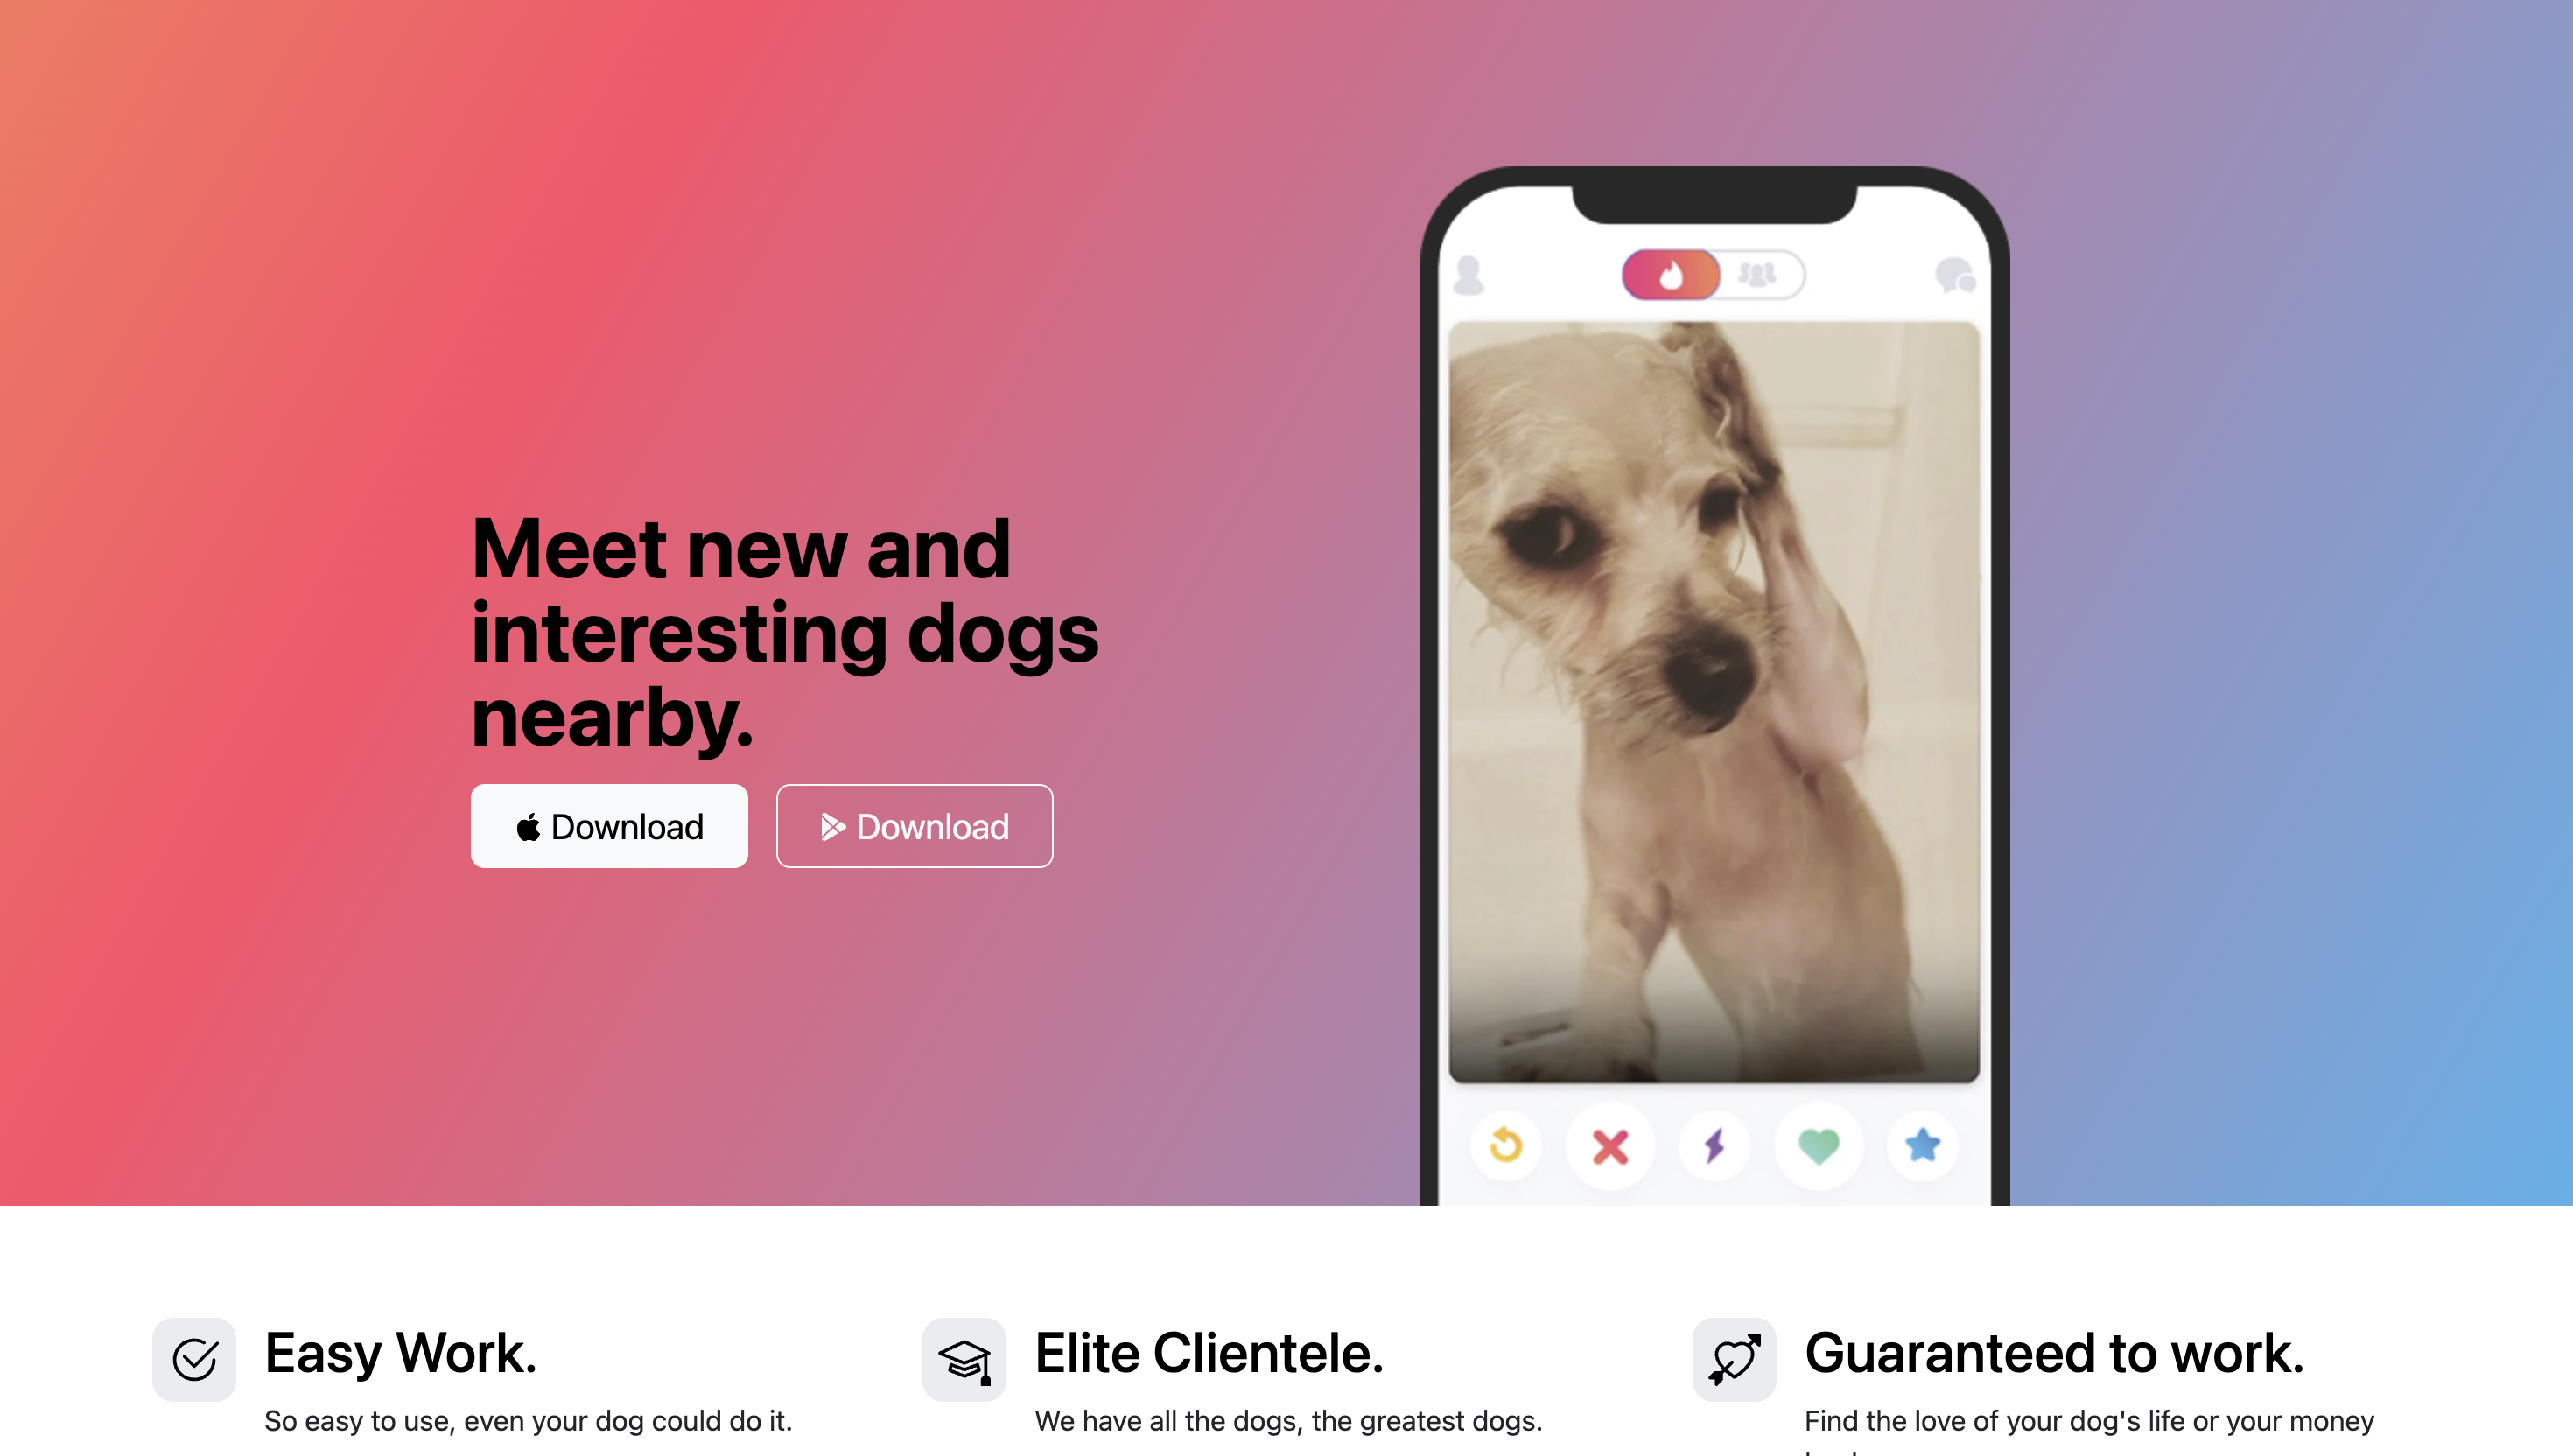 Meet new and
interesting dogs
nearby.
Download
Download
Easy Work.
So easy to use, even your dog could do it.
Elite Clientele.
We have all the dogs, the greatest dogs.
Guaranteed to work.
Find the love of your dog's life or your money